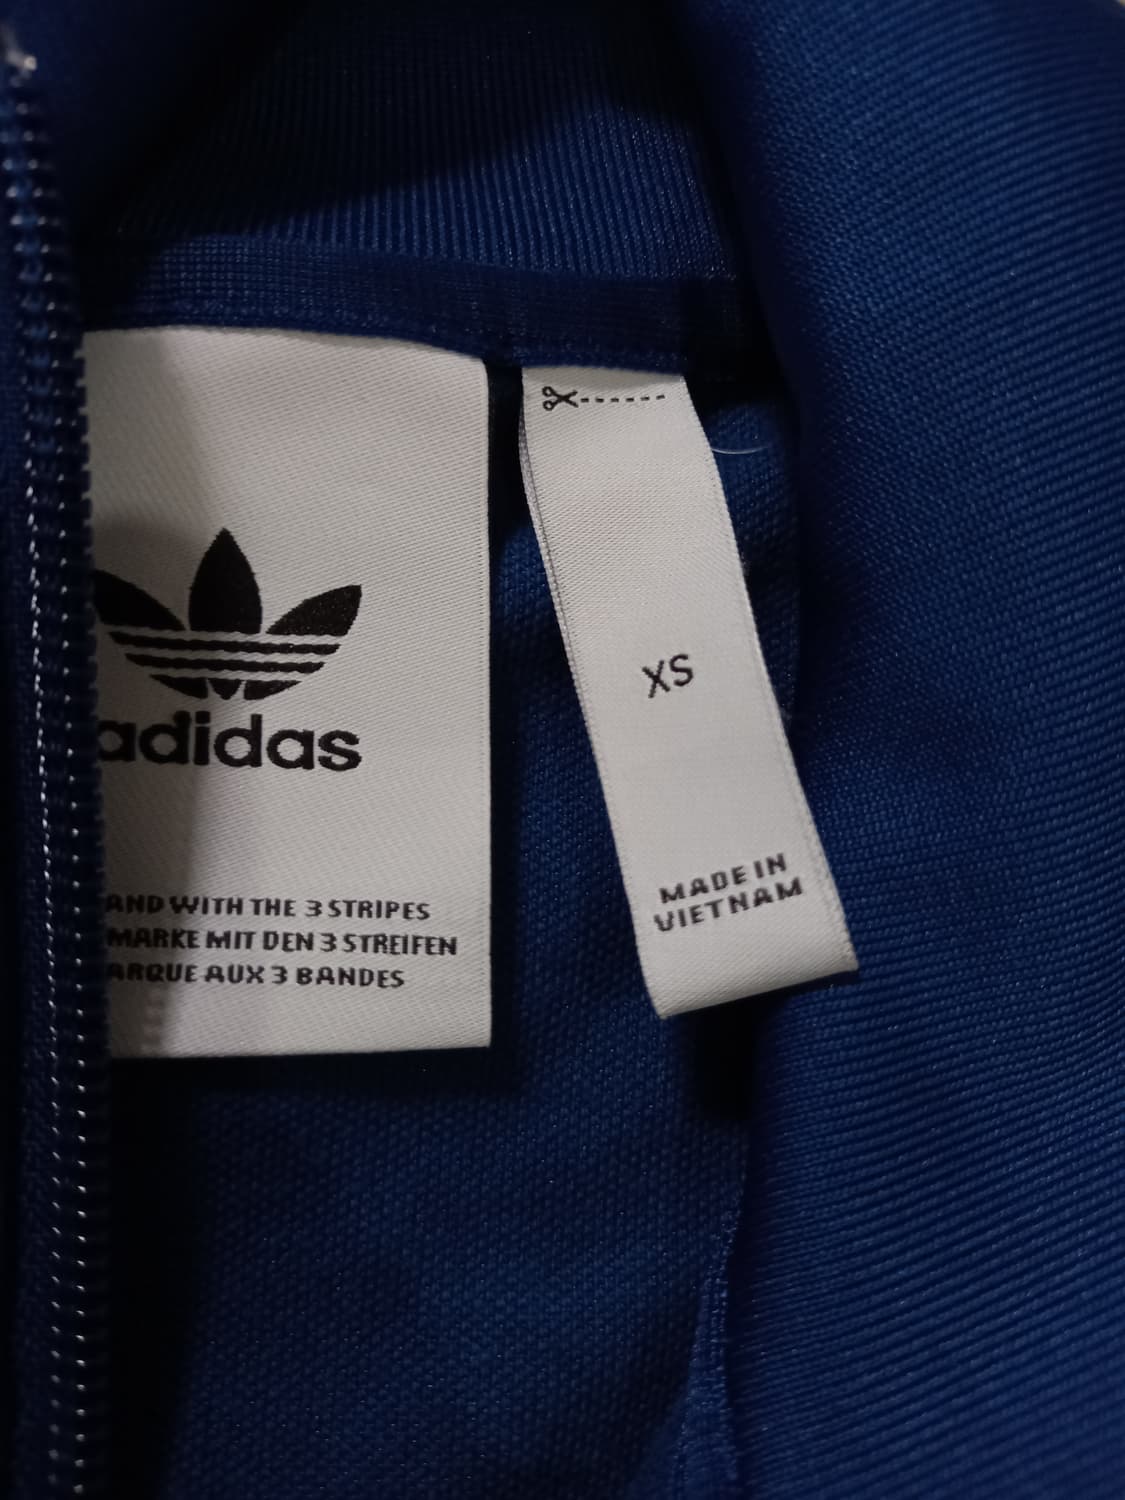 adidas
AND WITH THE 3 STRIPES
MARKE MIT DEN 3 STREIFEN
ARQUE AUX 3 BANDES
XS
MADE IN
VIETNAM